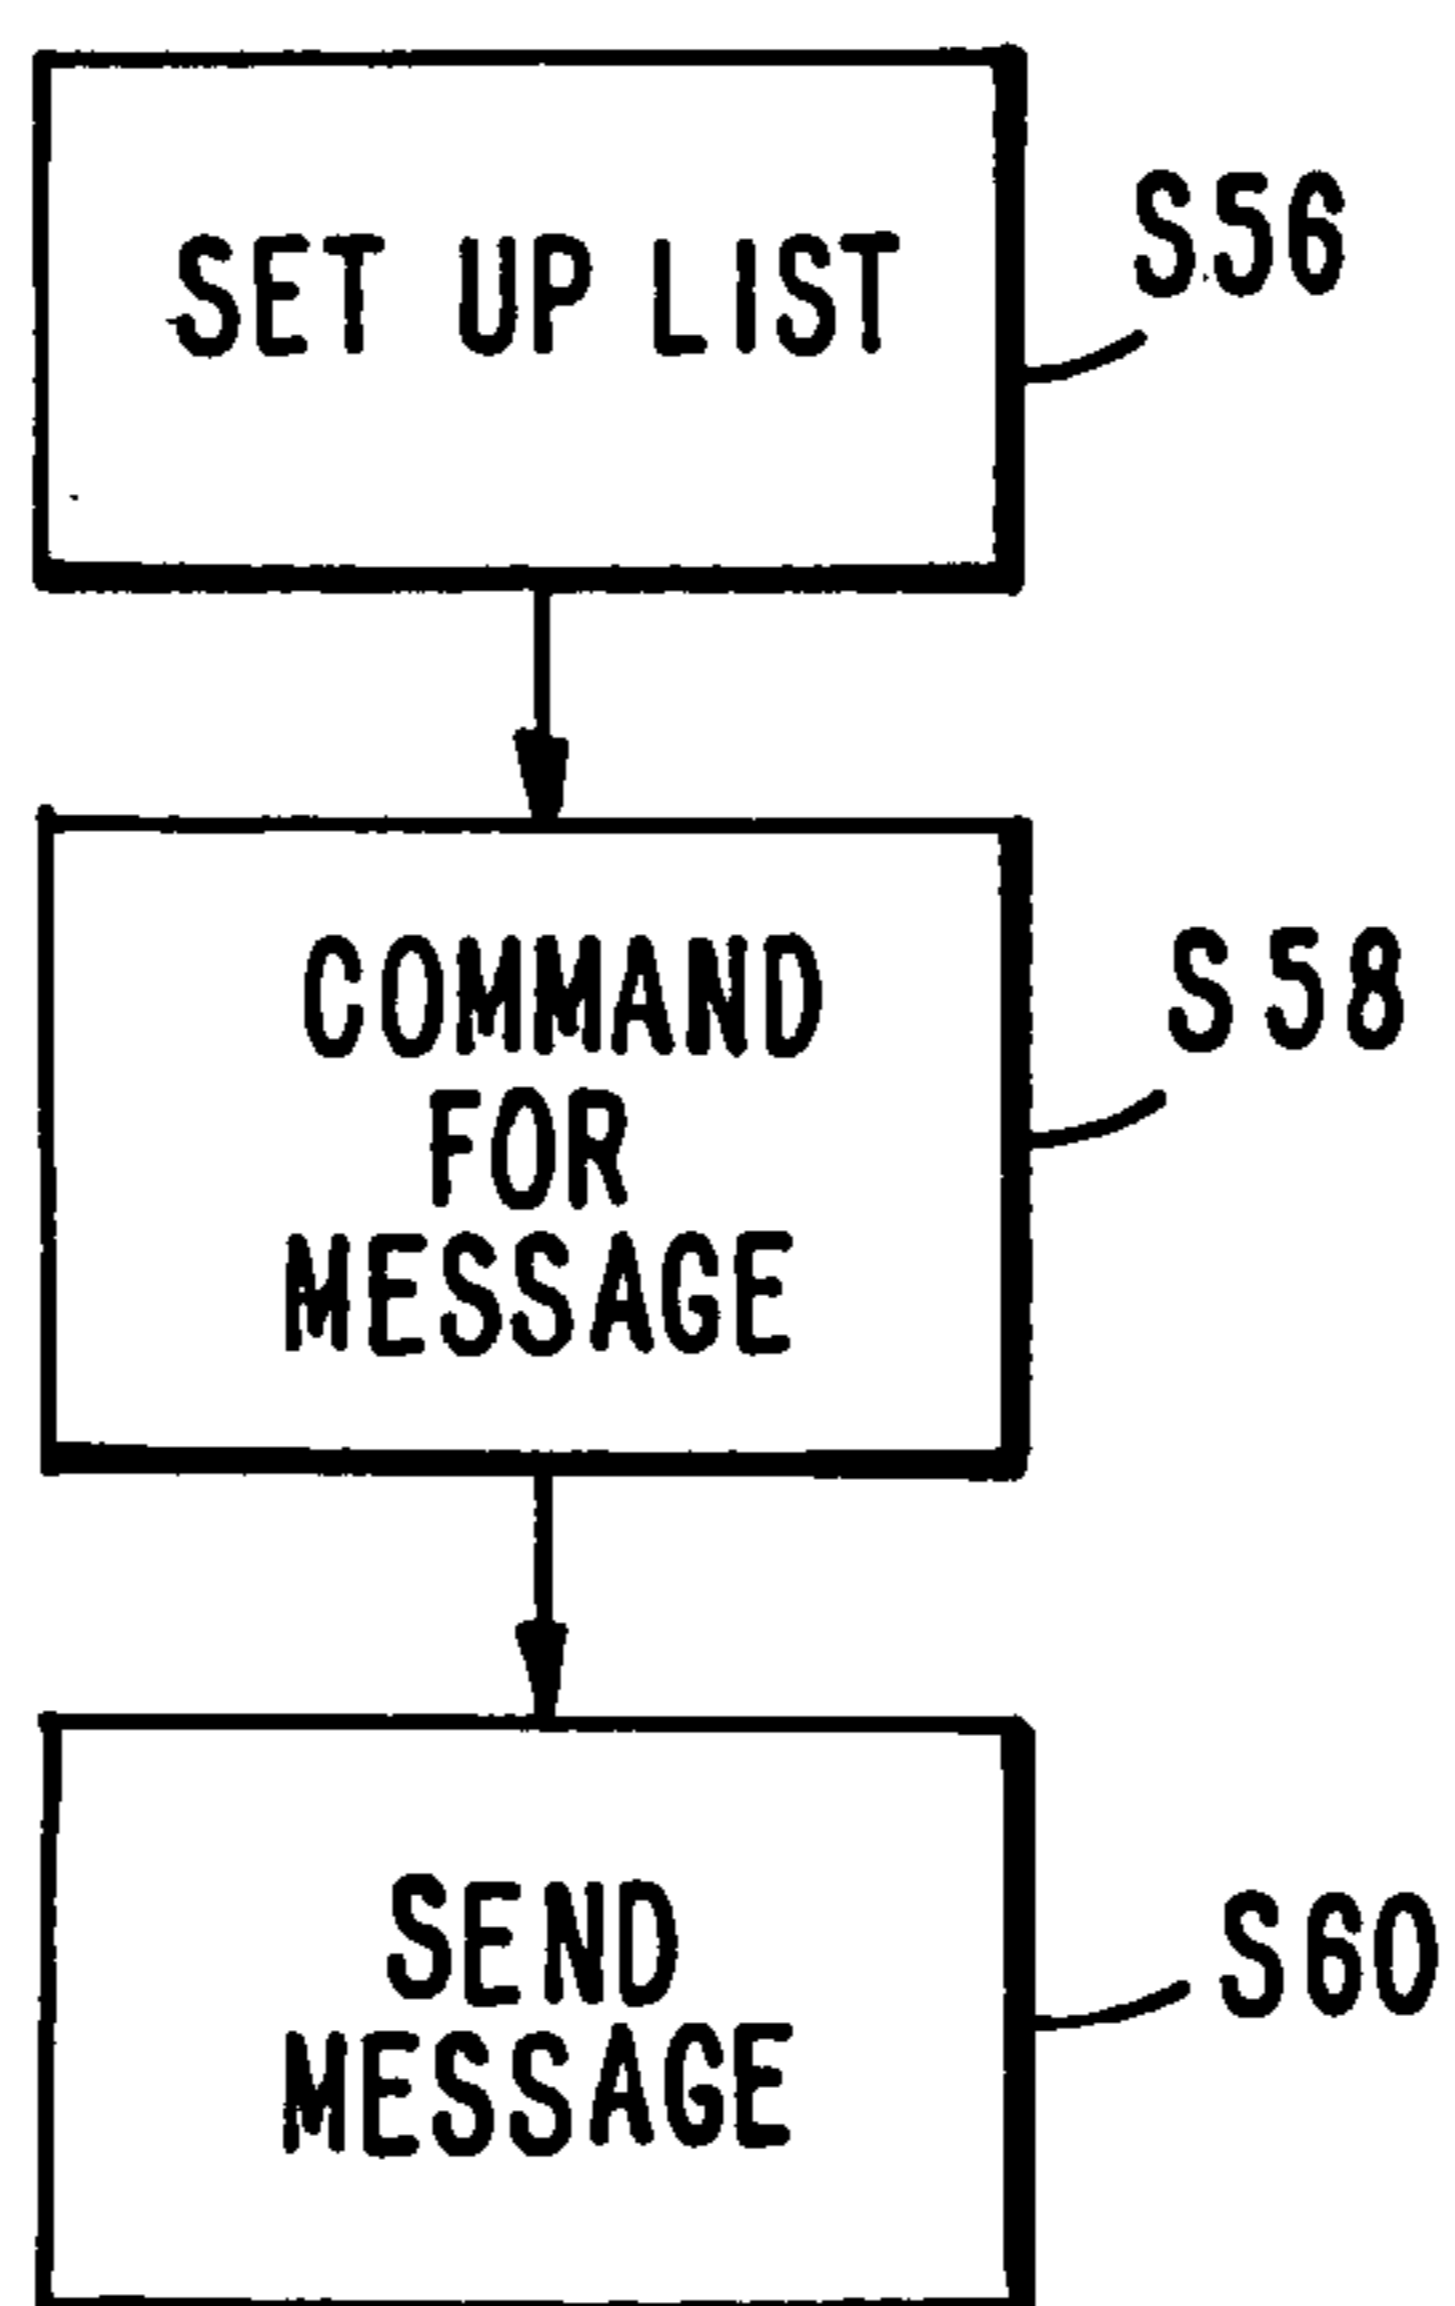 SET UP LIST
S56
COMMAND
FOR
MESSAGE
S58
SEND
MESSAGE
S60